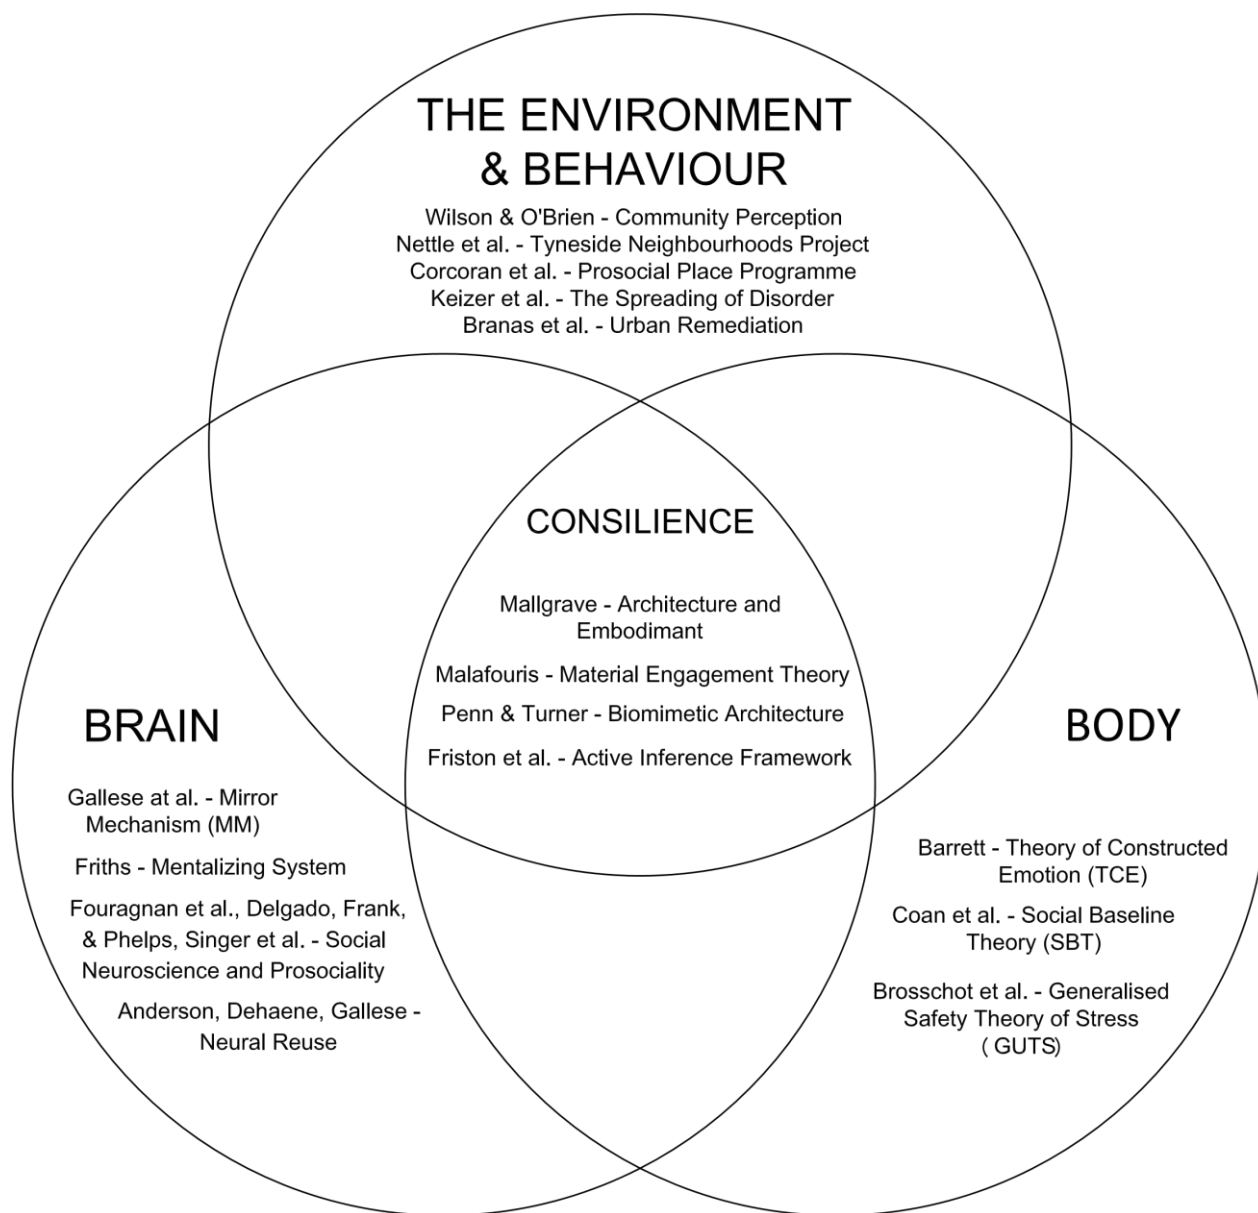 THE ENVIRONMENT
& BEHAVIOUR
Wilson & O'Brien - Community Perception
Nettle et al. - Tyneside Neighbourhoods Project
Corcoran et al. - Prosocial Place Programme
Keizer et al. - The Spreading of Disorder
Branas et al. - Urban Remediation
CONSILIENCE
Mallgrave - Architecture and
Embodimant
Malafouris - Material Engagement Theory
Penn & Turner - Biomimetic Architecture
Friston et al. - Active Inference Framework
BRAIN
Gallese at al. - Mirror
Mechanism (MM)
Friths - Mentalizing System
Fouragnan et al., Delgado, Frank,
& Phelps, Singer et al. - Social
Neuroscience and Prosociality
Anderson, Dehaene, Gallese -
Neural Reuse
BODY
Barrett - Theory of Constructed
Emotion (TCE)
Coan et al. - Social Baseline
Theory (SBT)
Brosschot et al. - Generalised
Safety Theory of Stress
( GUTS)